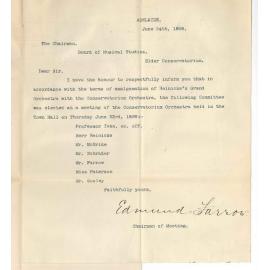 ADELAIDE,
June 24th, 1898.
The Chairman,
Board of Musical Studies,
Elder Conservatorium.
Dear Sir,
I have the honour to respectfully inform you that in
accordance with the terms of amalgamation of Heinicke's Grand
Orchestra with the Conservatorium Orchestra, the following Committee
was elected at a meeting of the Conservatorium Orchestra held in the
Town Hall on Thursday June 23rd, 1898:-
Professor Ives, ex. off.
Herr Heinicke
Mr. McBride
Mr. Schrader
Mr. Farrow
Miss Paterson
Mr.
Faithfully yours,
Edmund Farrow
Chairman of Meeting.